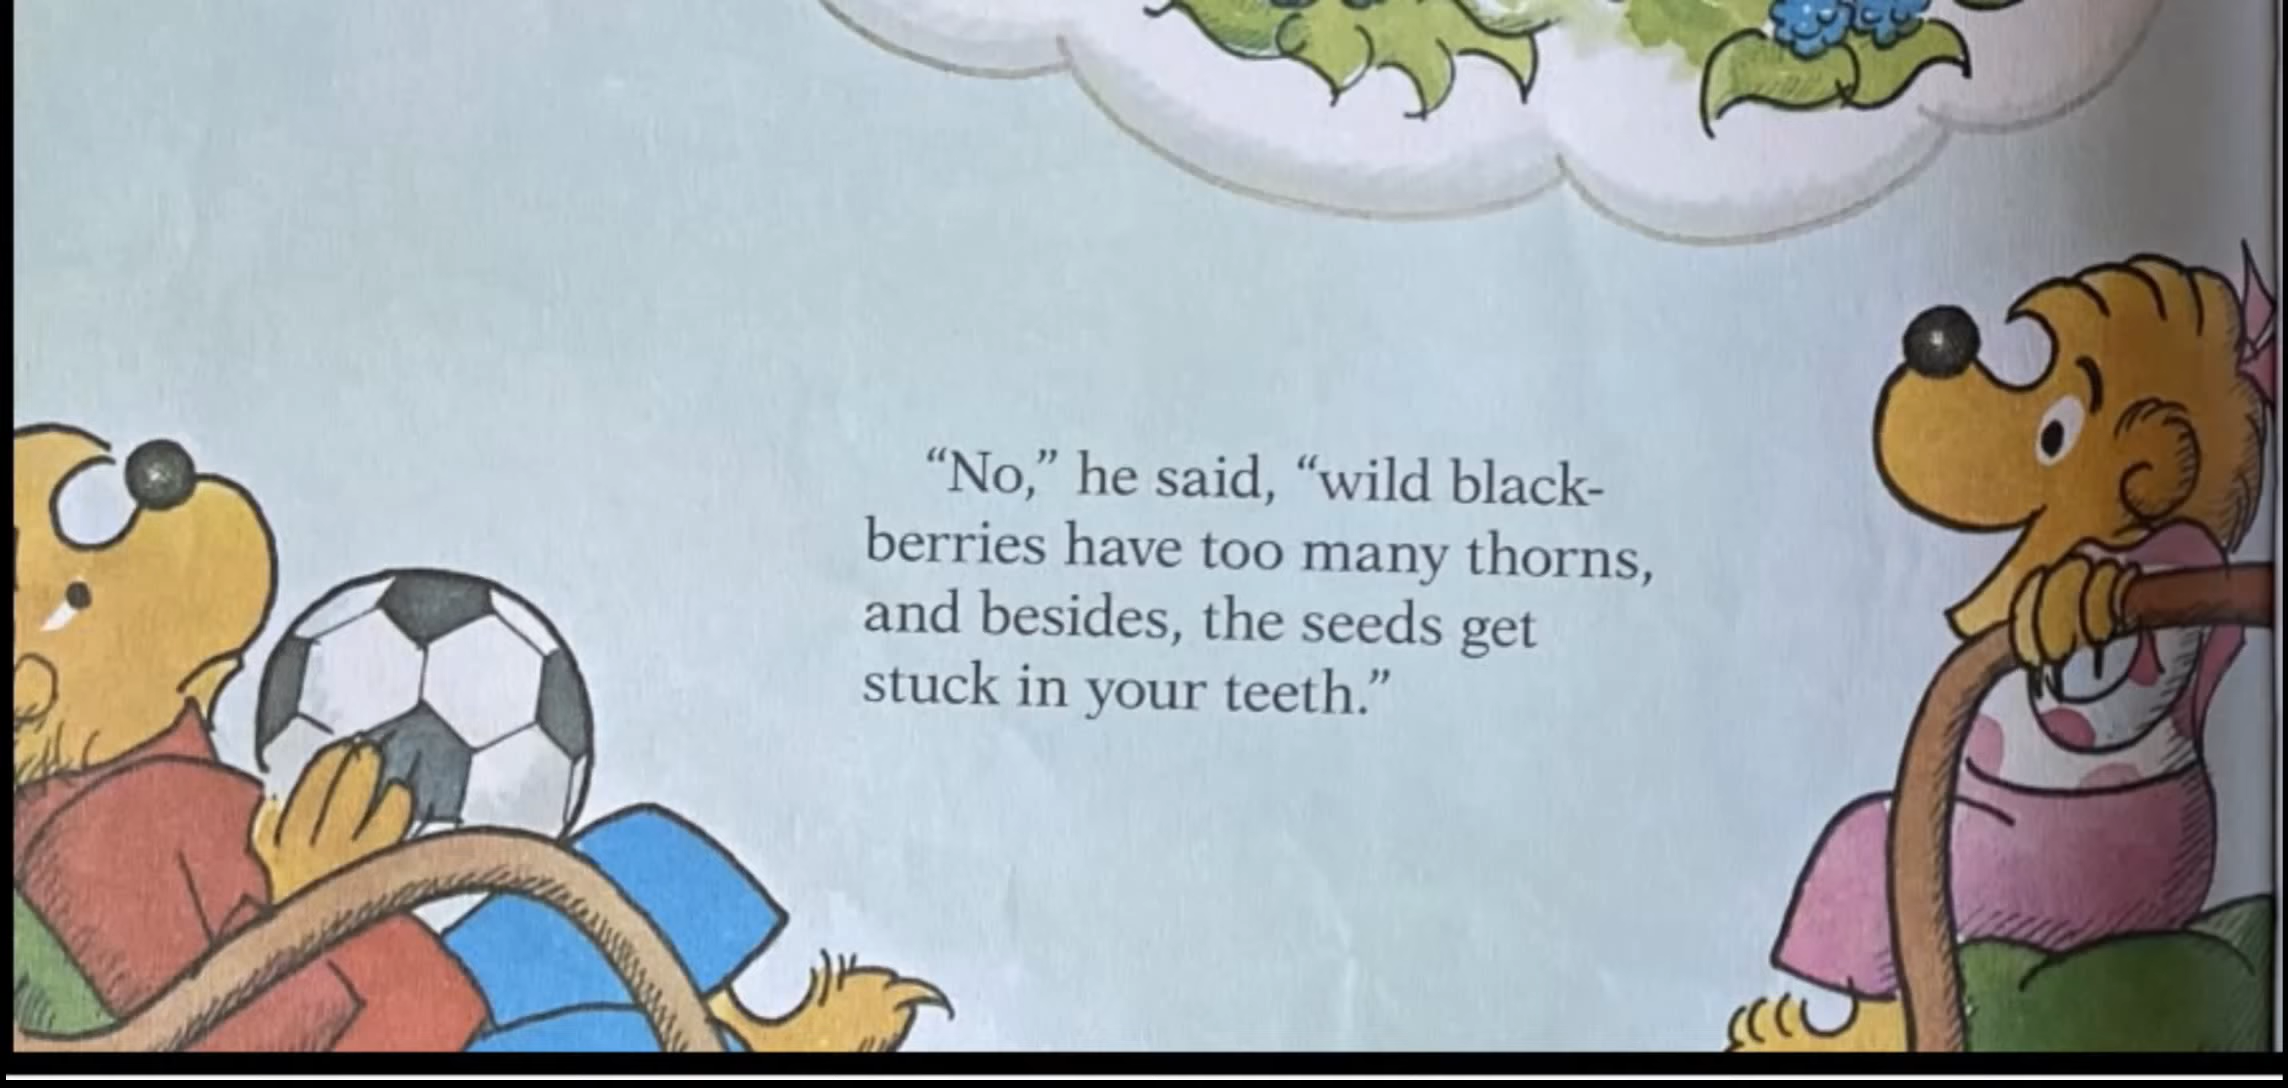 “No,” he said, “wild black-
berries have too many thorns,
and besides, the seeds get
stuck in your teeth.”